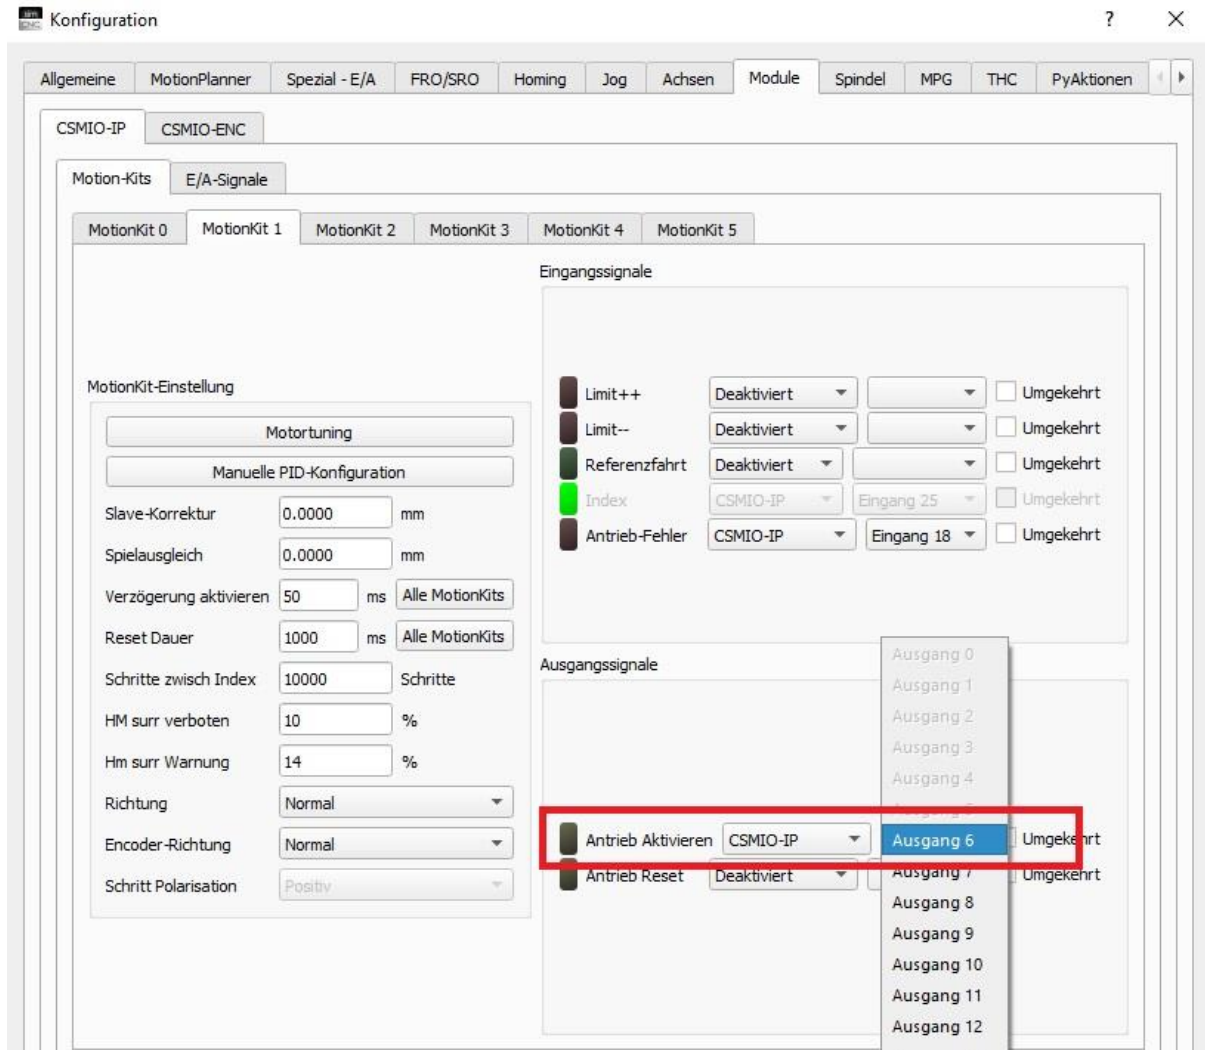 Konfiguration ? ×
Allgemeine MotionPlanner Spezial - E/A FRO/SRO Homing Jog Achsen Module Spindel MPG THC PyAktionen
CSMIO-IP CSMIO-ENC
Motion-Kits E/A-Signale
MotionKit 0 MotionKit 1 MotionKit 2 MotionKit 3 MotionKit 4 MotionKit 5
MotionKit-Einstellung
Motortuning
Manuelle PID-Konfiguration
Slave-Korrektur 0.0000 mm
Spielausgleich 0.0000 mm
Verzögerung aktivieren 50 ms Alle MotionKits
Reset Dauer 1000 ms Alle MotionKits
Schritte zwisch Index 10000 Schritte
HM surr verboten 10 %
Hm surr Warnung 14 %
Richtung Normal
Encoder-Richtung Normal
Schritt Polarisation Positiv
Eingangssignale
Limit++ Deaktiviert Umgekehrt
Limit-- Deaktiviert Umgekehrt
Referenzfahrt Deaktiviert Umgekehrt
Index CSMIO-IP Eingang 25 Umgekehrt
Antrieb-Fehler CSMIO-IP Eingang 18 Umgekehrt
Ausgangssignale
Antrieb Aktivieren CSMIO-IP Umgekehrt
Antrieb Reset Deaktiviert Umgekehrt
Ausgang 0
Ausgang 1
Ausgang 2
Ausgang 3
Ausgang 4
Ausgang 6
Ausgang 7
Ausgang 8
Ausgang 9
Ausgang 10
Ausgang 11
Ausgang 12